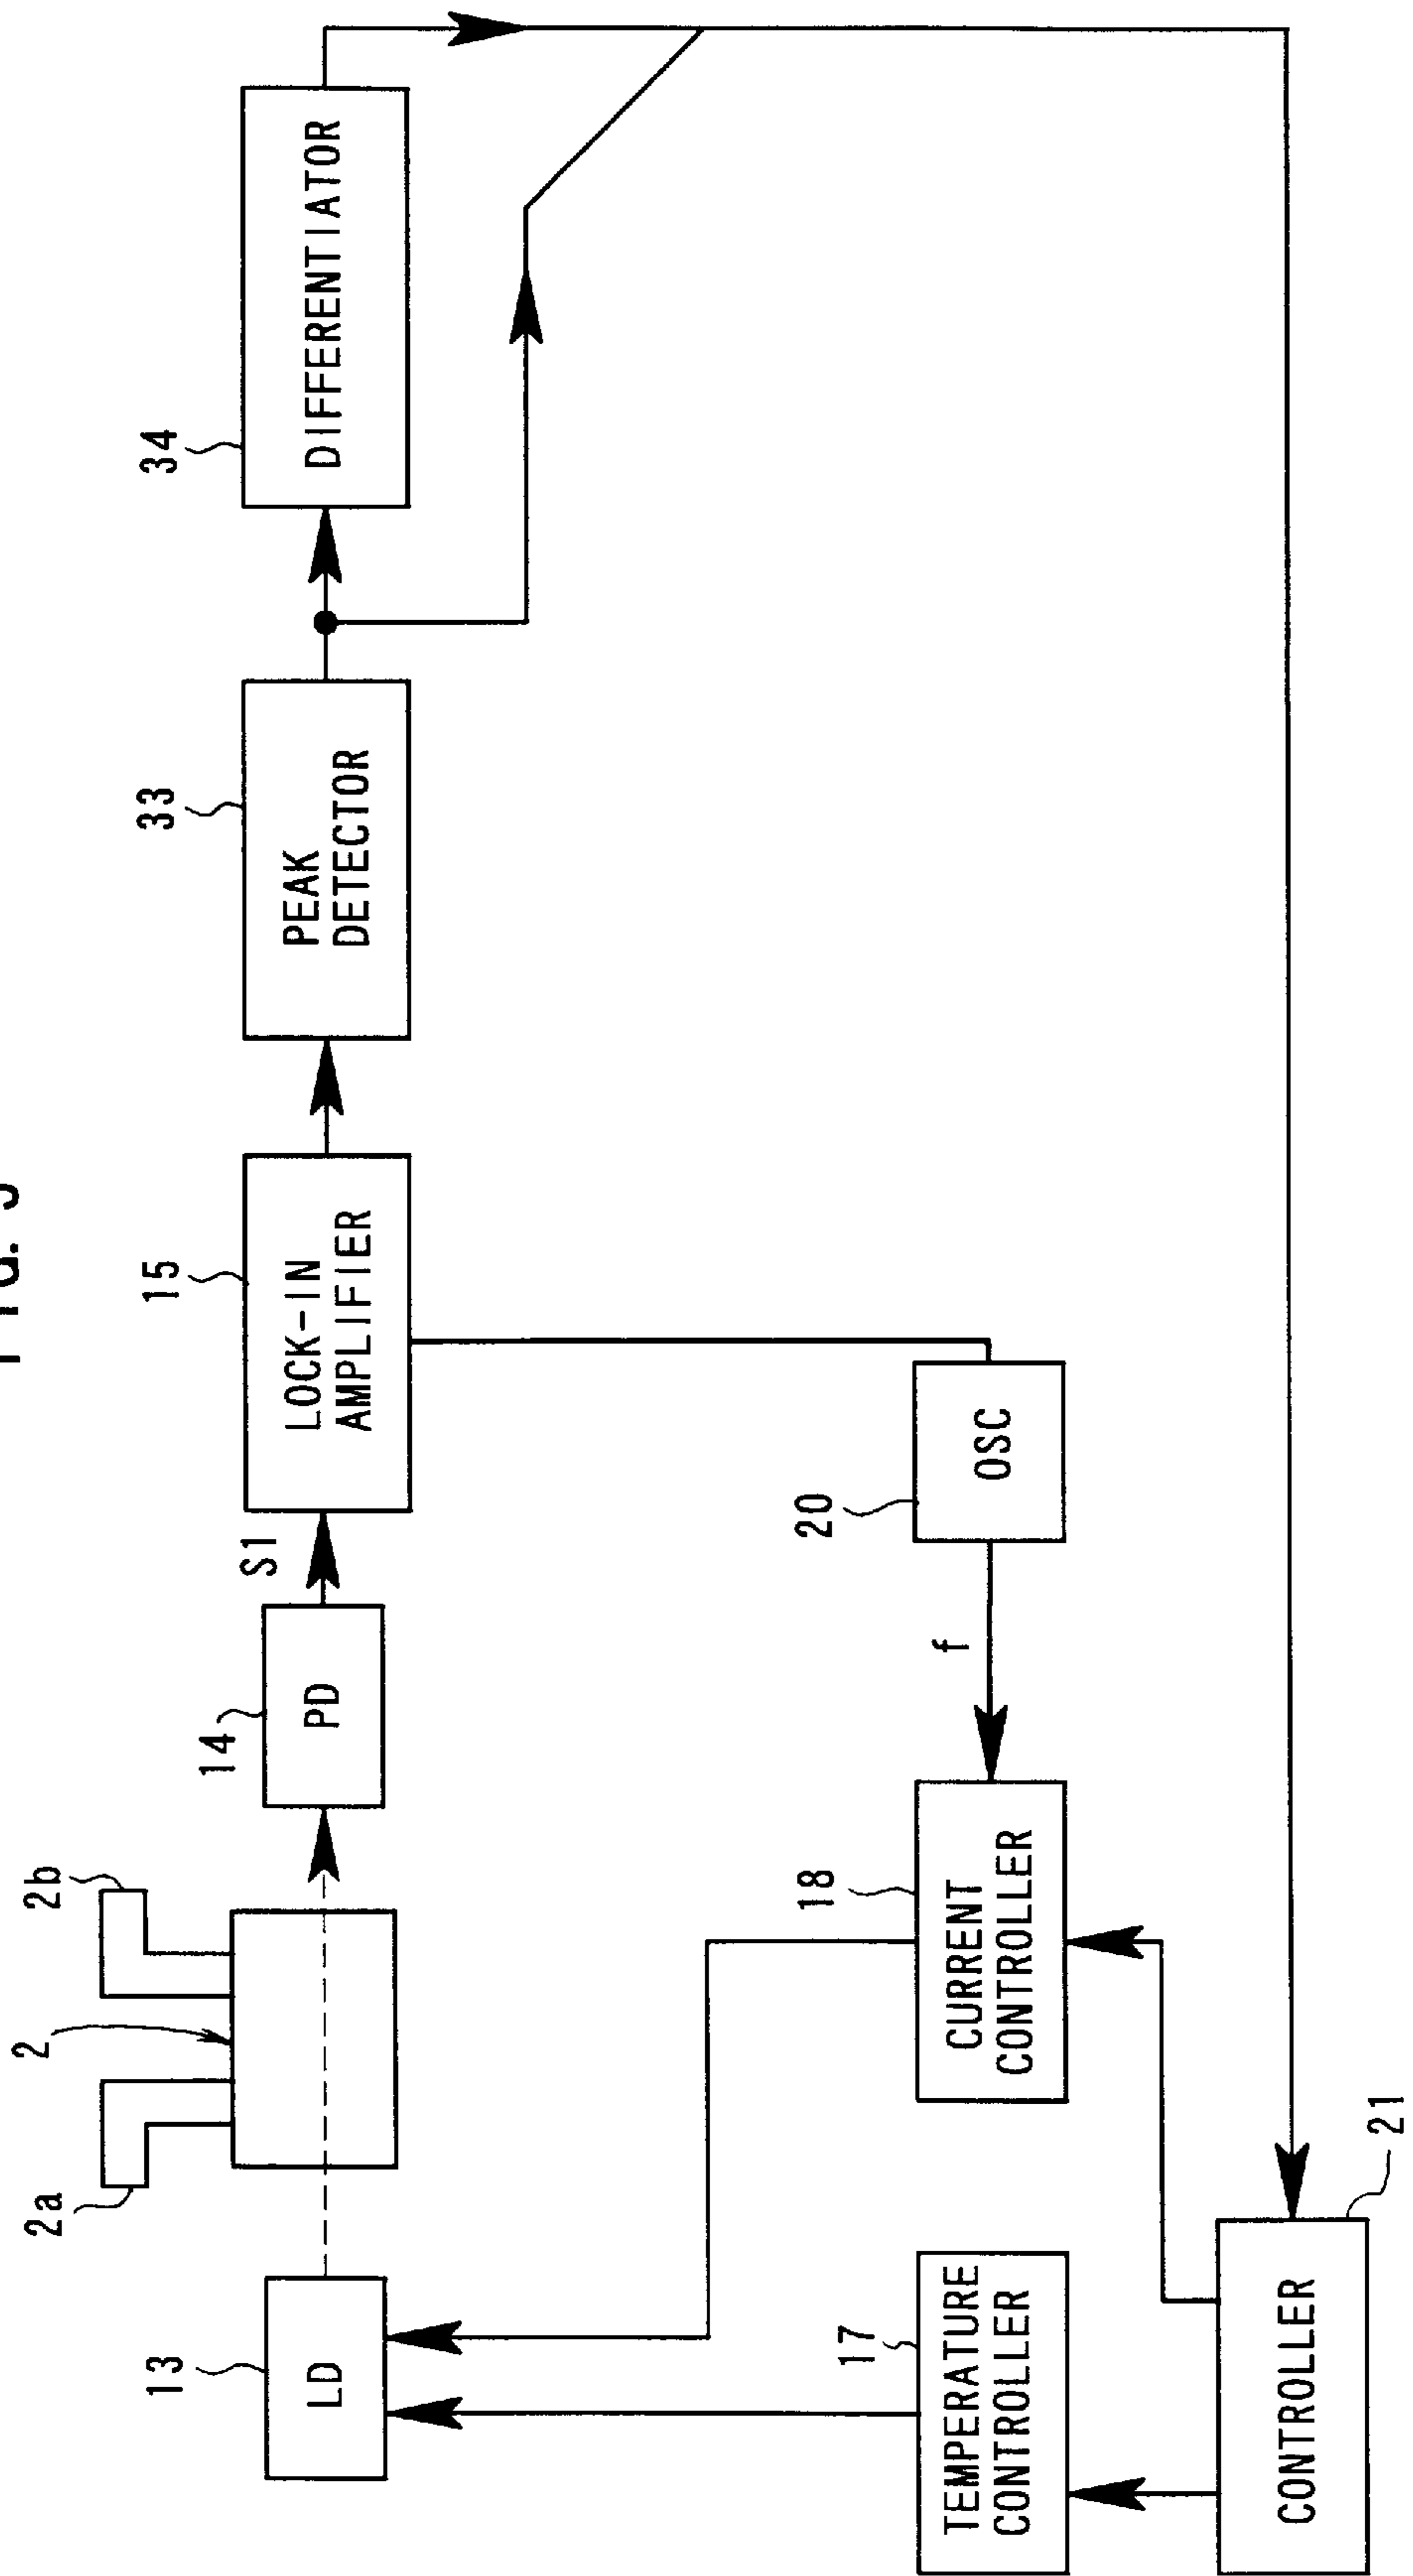 2a
2
2b
13
LD
14
PD
S1
15
LOCK-IN
AMPLIFIER
33
PEAK
DETECTOR
34
DIFFERENTIATOR
17
TEMPERATURE
CONTROLLER
18
CURRENT
CONTROLLER
f
20
OSC
CONTROLLER
21